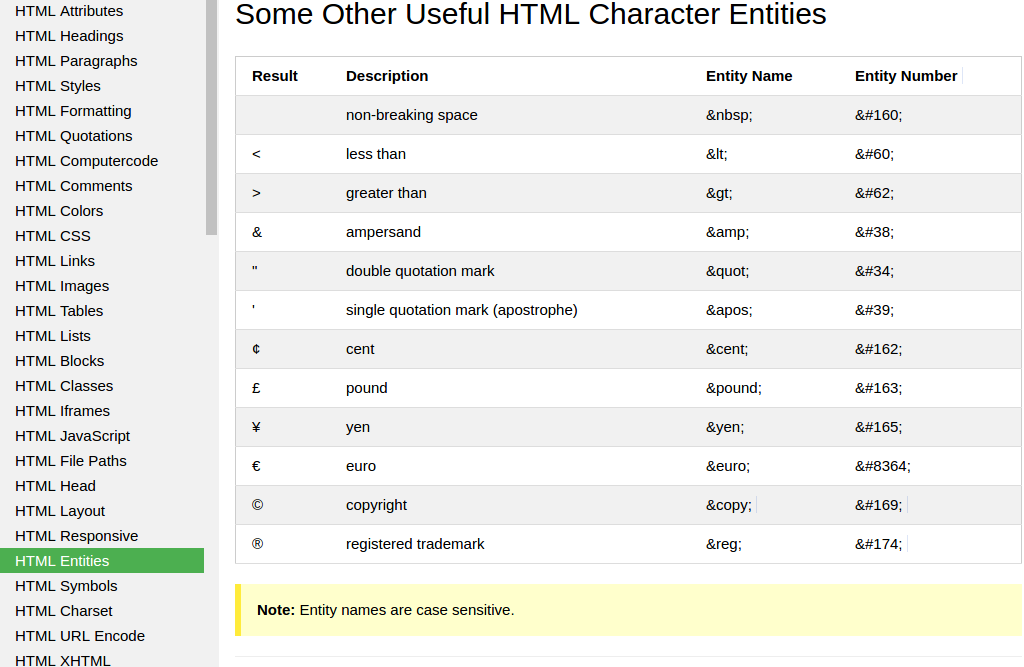 HTML Attributes
HTML Headings
HTML Paragraphs
HTML Styles
HTML Formatting
HTML Quotations
HTML Computercode
HTML Comments
HTML Colors
HTML CSS
HTML Links
HTML Images
HTML Tables
HTML Lists
HTML Blocks
HTML Classes
HTML Iframes
HTML JavaScript
HTML File Paths
HTML Head
HTML Layout
HTML Responsive
HTML Entities
HTML Symbols
HTML Charset
HTML URL Encode
HTML XHTML
Some Other Useful HTML Character Entities
Result Description Entity Name Entity Number
non-breaking space &nbsp; &#160;
< less than &lt; &#60;
> greater than &gt; &#62;
& ampersand &amp; &#38;
" double quotation mark &quot; &#34;
' single quotation mark (apostrophe) &apos; &#39;
¢ cent &cent; &#162;
£ pound &pound; &#163;
¥ yen &yen; &#165;
€ euro &euro; &#8364;
© copyright &copy; &#169;
® registered trademark &reg; &#174;
Note: Entity names are case sensitive.